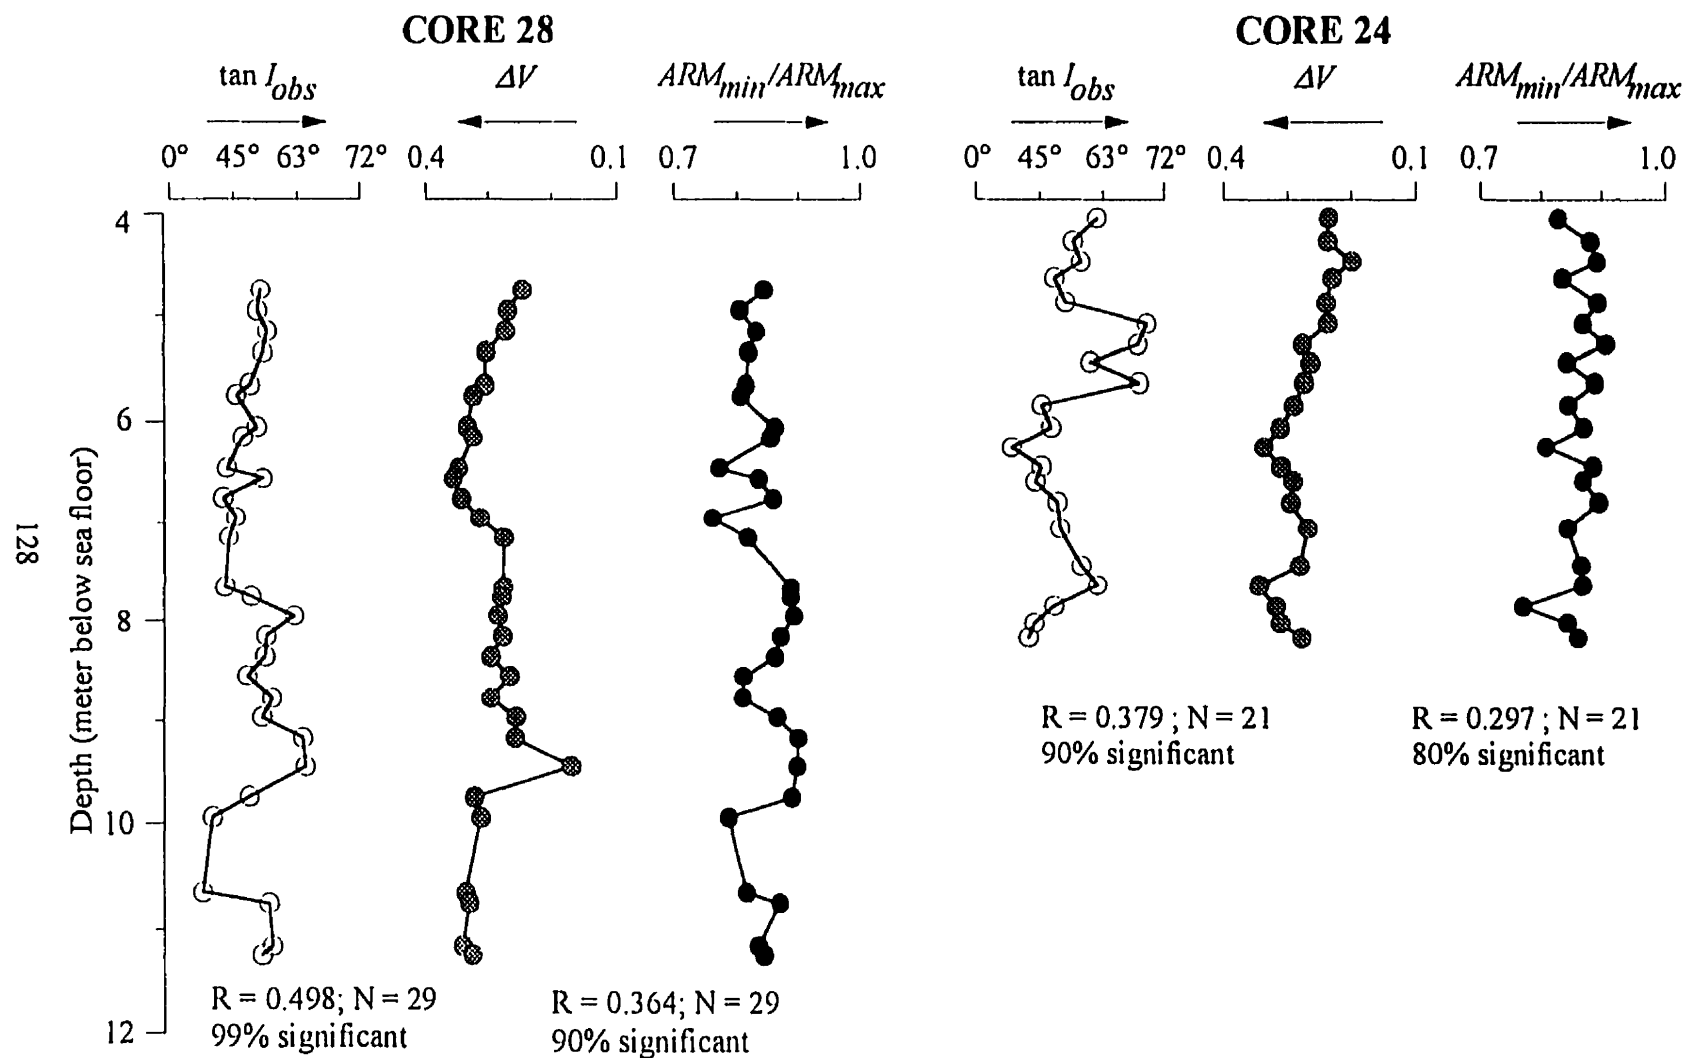 CORE 28
tan I_obs ΔV ARM_min/ARM_max
0° 45° 63° 72° 0.4 0.1 0.7 1.0
CORE 24
tan I_obs ΔV ARM_min/ARM_max
0° 45° 63° 72° 0.4 0.1 0.7 1.0
4
6
8
10
12
Depth (meter below sea floor)
128
R = 0.498; N = 29
99% significant
R = 0.364; N = 29
90% significant
R = 0.379 ; N = 21
90% significant
R = 0.297 ; N = 21
80% significant